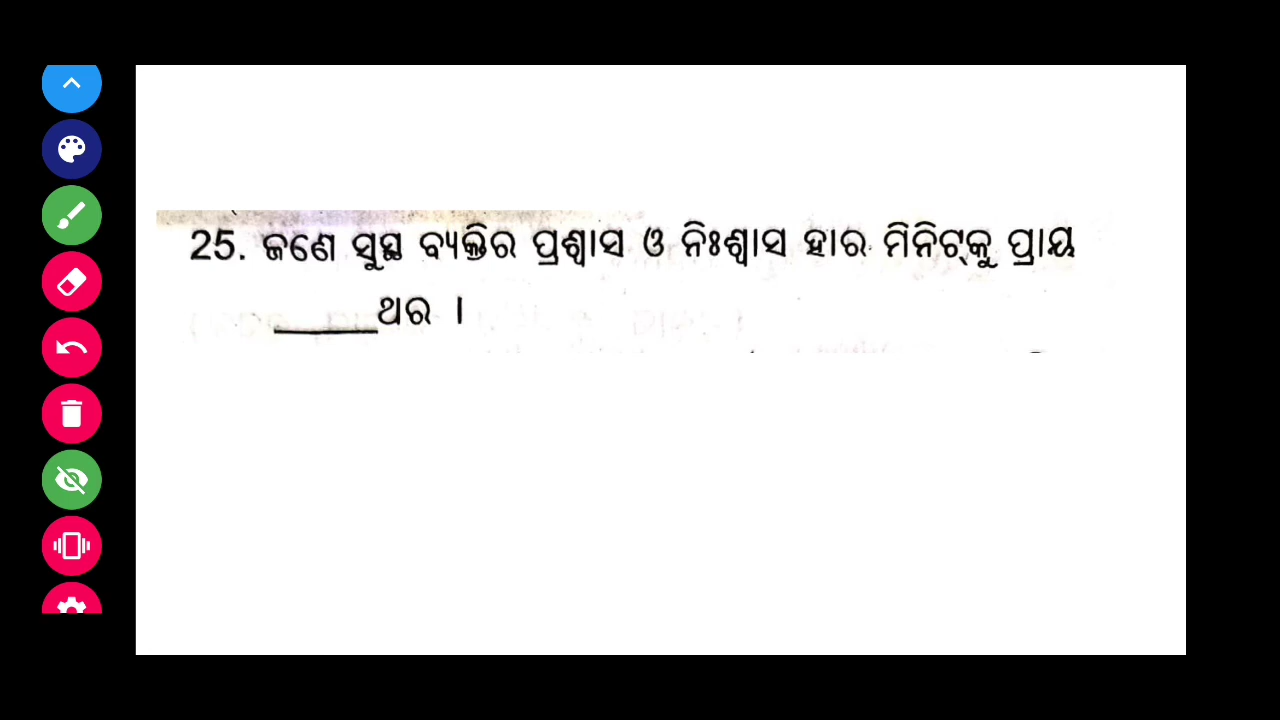 25. ଜଣେ ସୁସ୍ଥ ବ୍ୟକ୍ତିର ପ୍ରଶ୍ୱାସ ଓ ନିଃଶ୍ୱାସ ହାର ମିନିଟ୍‌କୁ ପ୍ରାୟ
_____ଥର ।